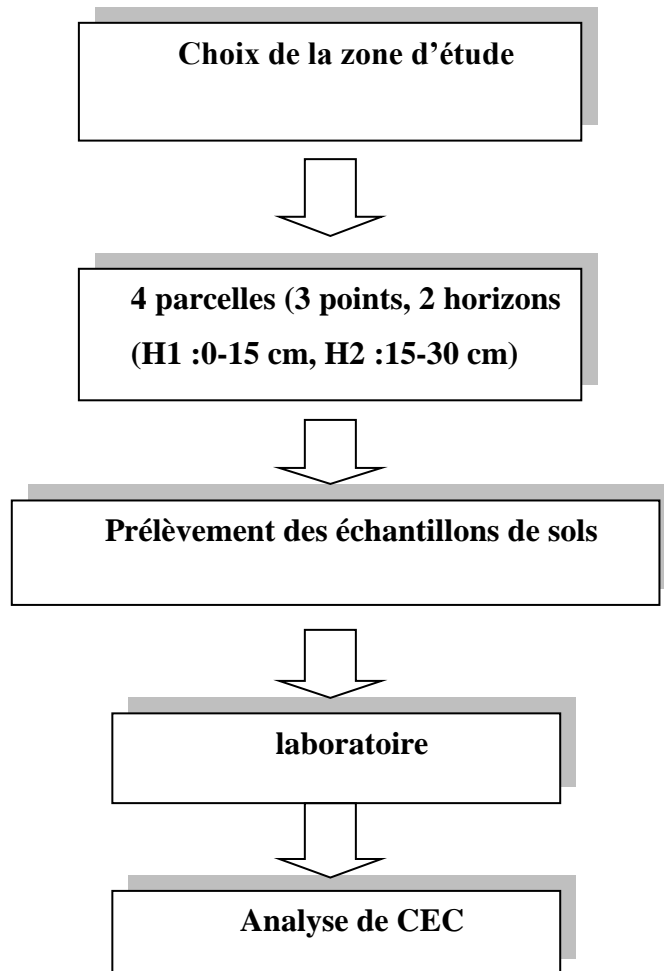 Choix de la zone d’étude
4 parcelles (3 points, 2 horizons
(H1 :0-15 cm, H2 :15-30 cm)
Prélèvement des échantillons de sols
laboratoire
Analyse de CEC